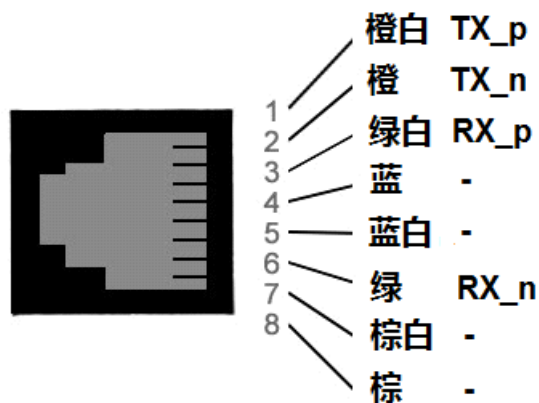 1 橙白 TX_p
2 橙 TX_n
3 绿白 RX_p
4 蓝 -
5 蓝白 -
6 绿 RX_n
7 棕白 -
8 棕 -